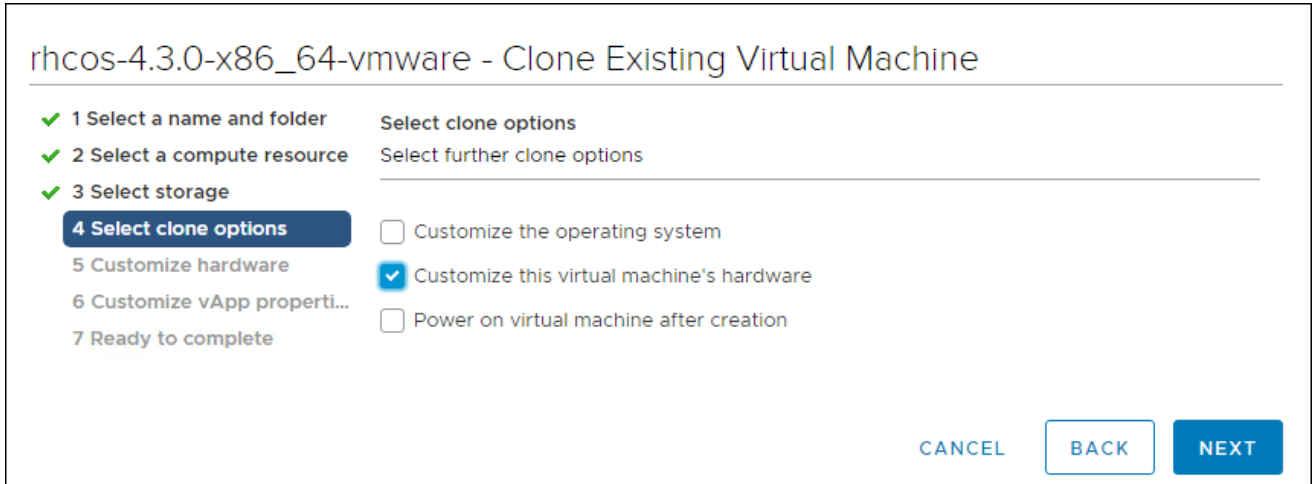 rhcos-4.3.0-x86_64-vmware - Clone Existing Virtual Machine
1 Select a name and folder
2 Select a compute resource
3 Select storage
4 Select clone options
5 Customize hardware
6 Customize vApp properti...
7 Ready to complete
Select clone options
Select further clone options
Customize the operating system
Customize this virtual machine's hardware
Power on virtual machine after creation
CANCEL
BACK
NEXT